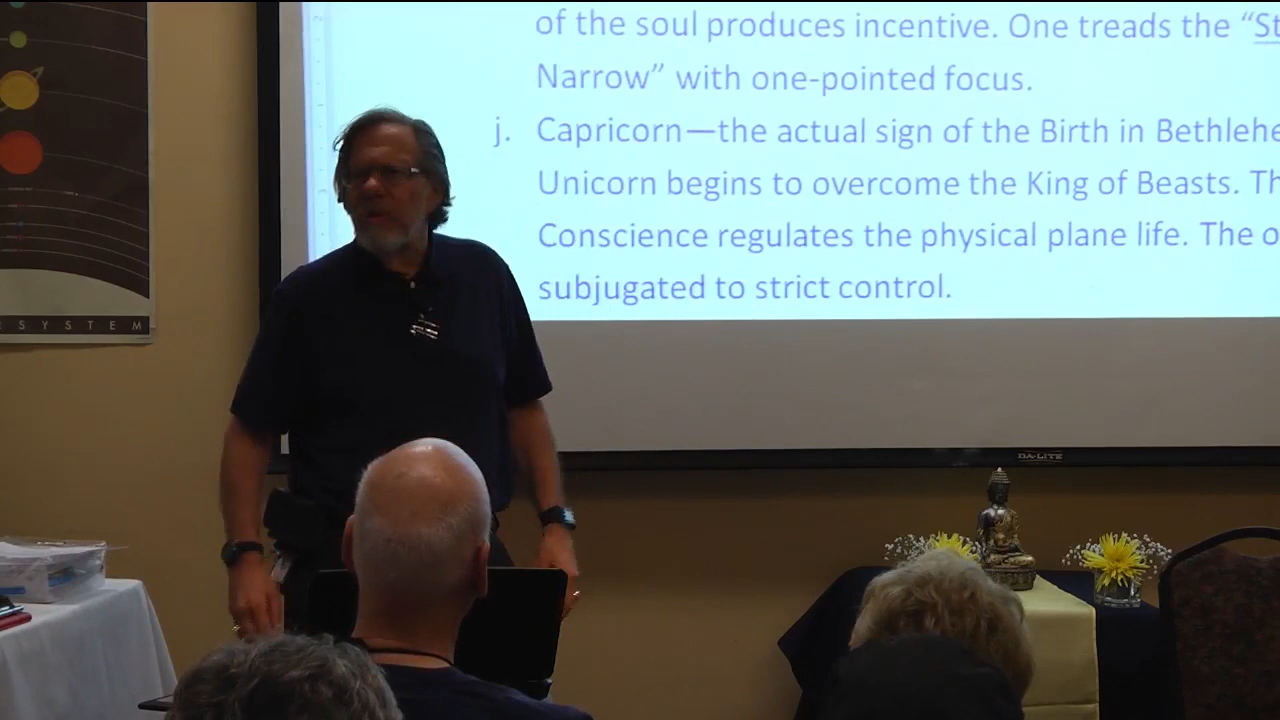 of the soul produces incentive. One treads the “St
Narrow” with one-pointed focus.
j. Capricorn—the actual sign of the Birth in Bethlehe
Unicorn begins to overcome the King of Beasts. Th
Conscience regulates the physical plane life. The o
subjugated to strict control.
SYSTEM
DA-LITE